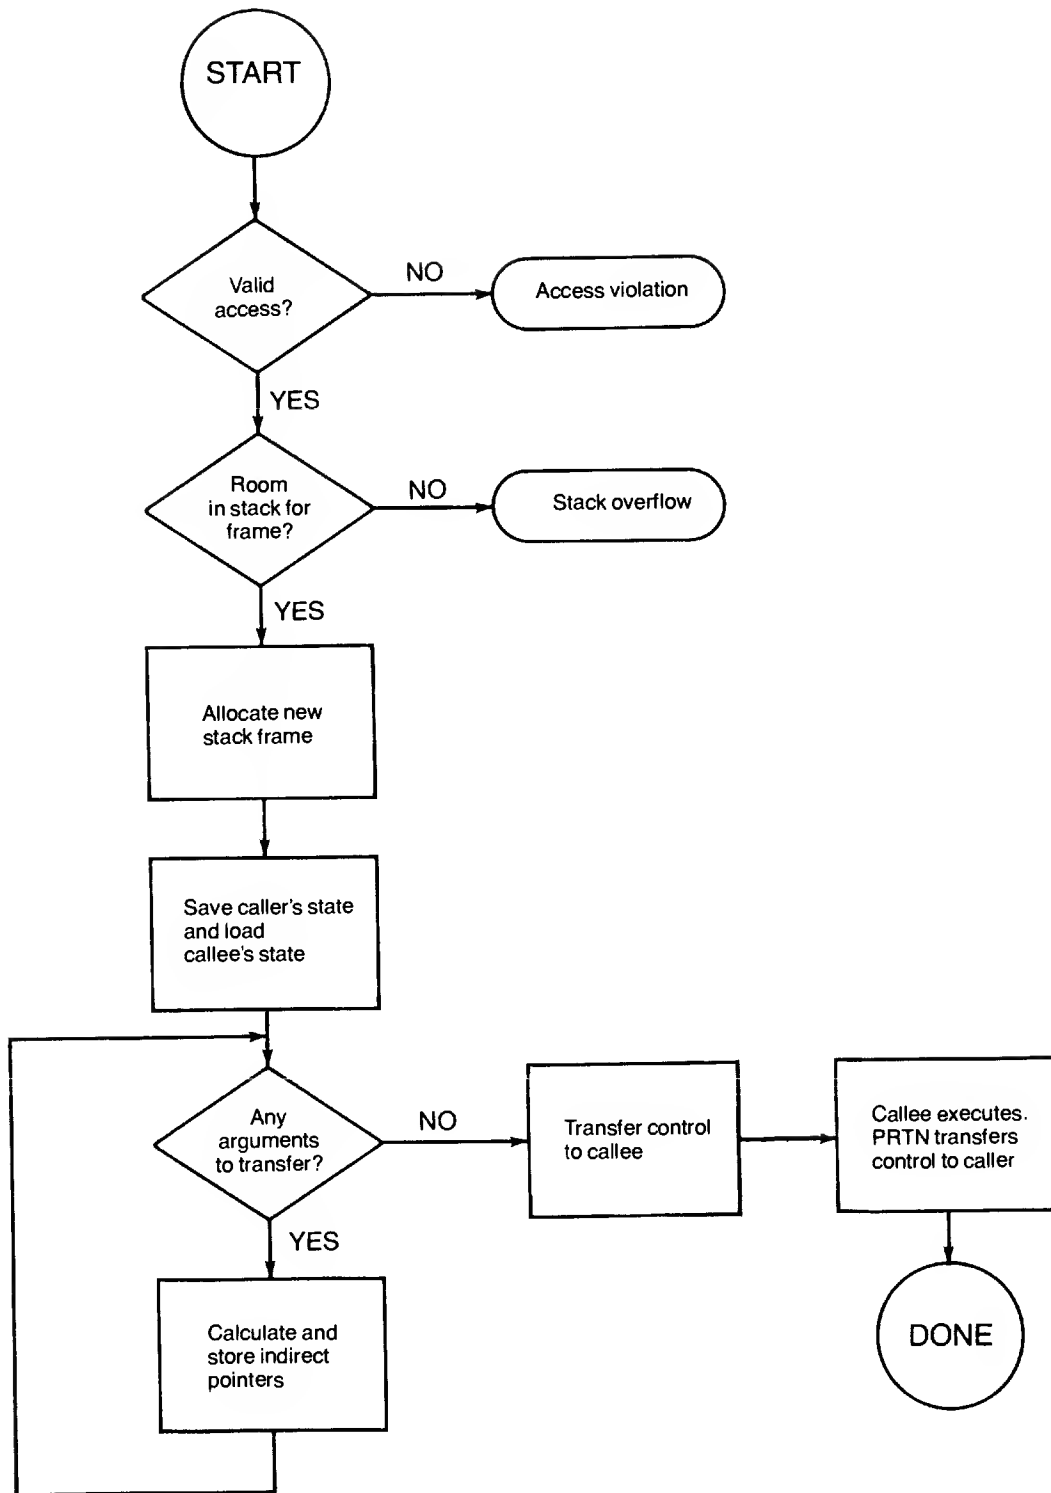 START
Valid
access?
NO
Access violation
YES
Room
in stack for
frame?
NO
Stack overflow
YES
Allocate new
stack frame
Save caller's state
and load
callee's state
Any
arguments
to transfer?
NO
Transfer control
to callee
Callee executes.
PRTN transfers
control to caller
YES
Calculate and
store indirect
pointers
DONE